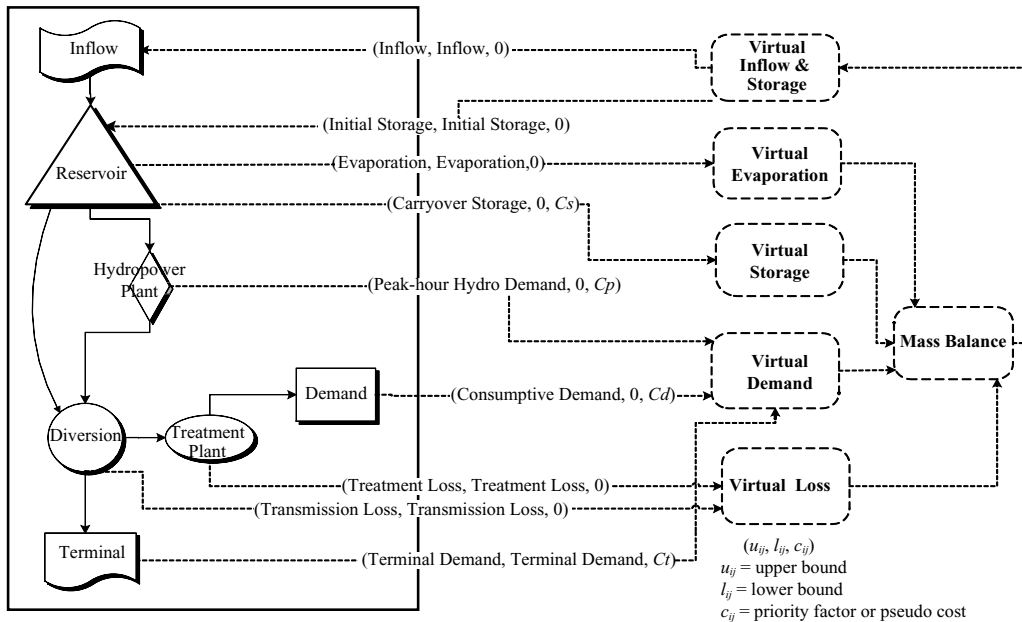 Inflow
(Inflow, Inflow, 0)
Virtual
Inflow &
Storage
(Initial Storage, Initial Storage, 0)
Reservoir
(Evaporation, Evaporation,0)
Virtual
Evaporation
(Carryover Storage, 0, Cs)
Virtual
Storage
Hydropower
Plant
(Peak-hour Hydro Demand, 0, Cp)
Mass Balance
Virtual
Demand
Demand
(Consumptive Demand, 0, Cd)
Diversion
Treatment
Plant
(Treatment Loss, Treatment Loss, 0)
Virtual Loss
(Transmission Loss, Transmission Loss, 0)
Terminal
(Terminal Demand, Terminal Demand, Ct)
(uij, lij, cij)
uij = upper bound
lij = lower bound
cij = priority factor or pseudo cost